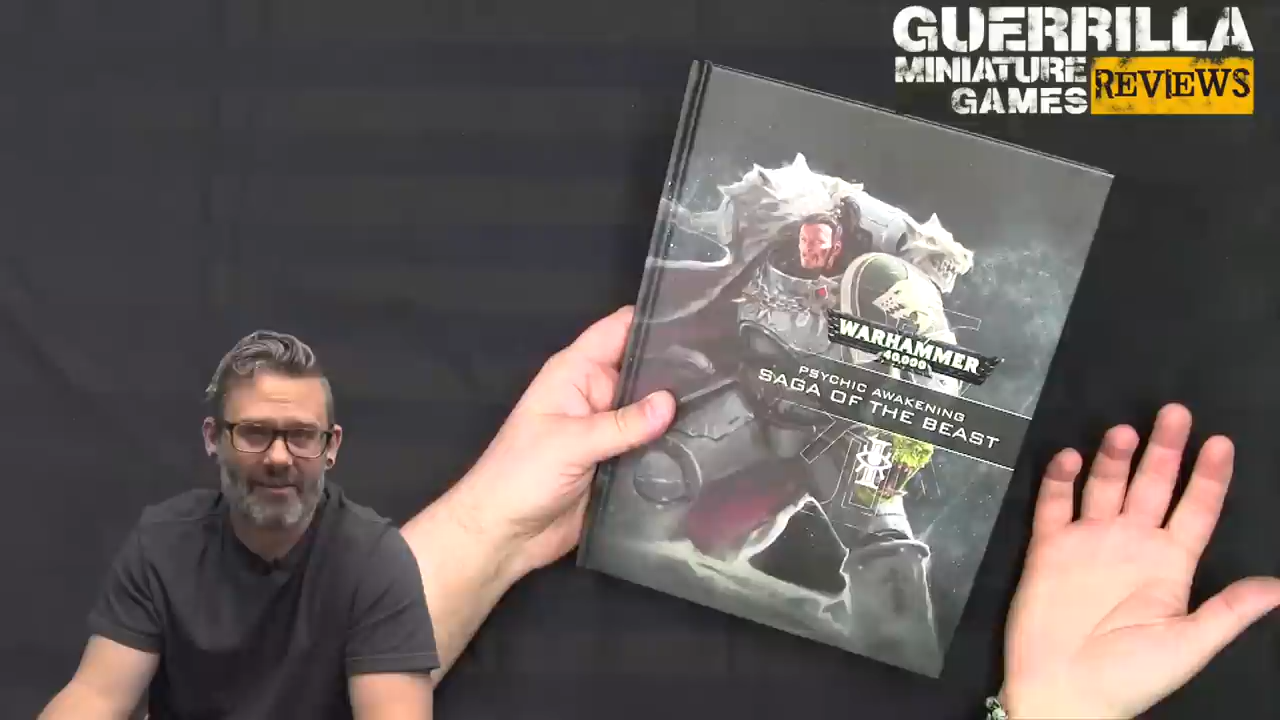 GUERRILLA
MINIATURE
GAMES
REVIEWS
WARHAMMER
40,000
PSYCHIC AWAKENING
SAGA OF THE BEAST